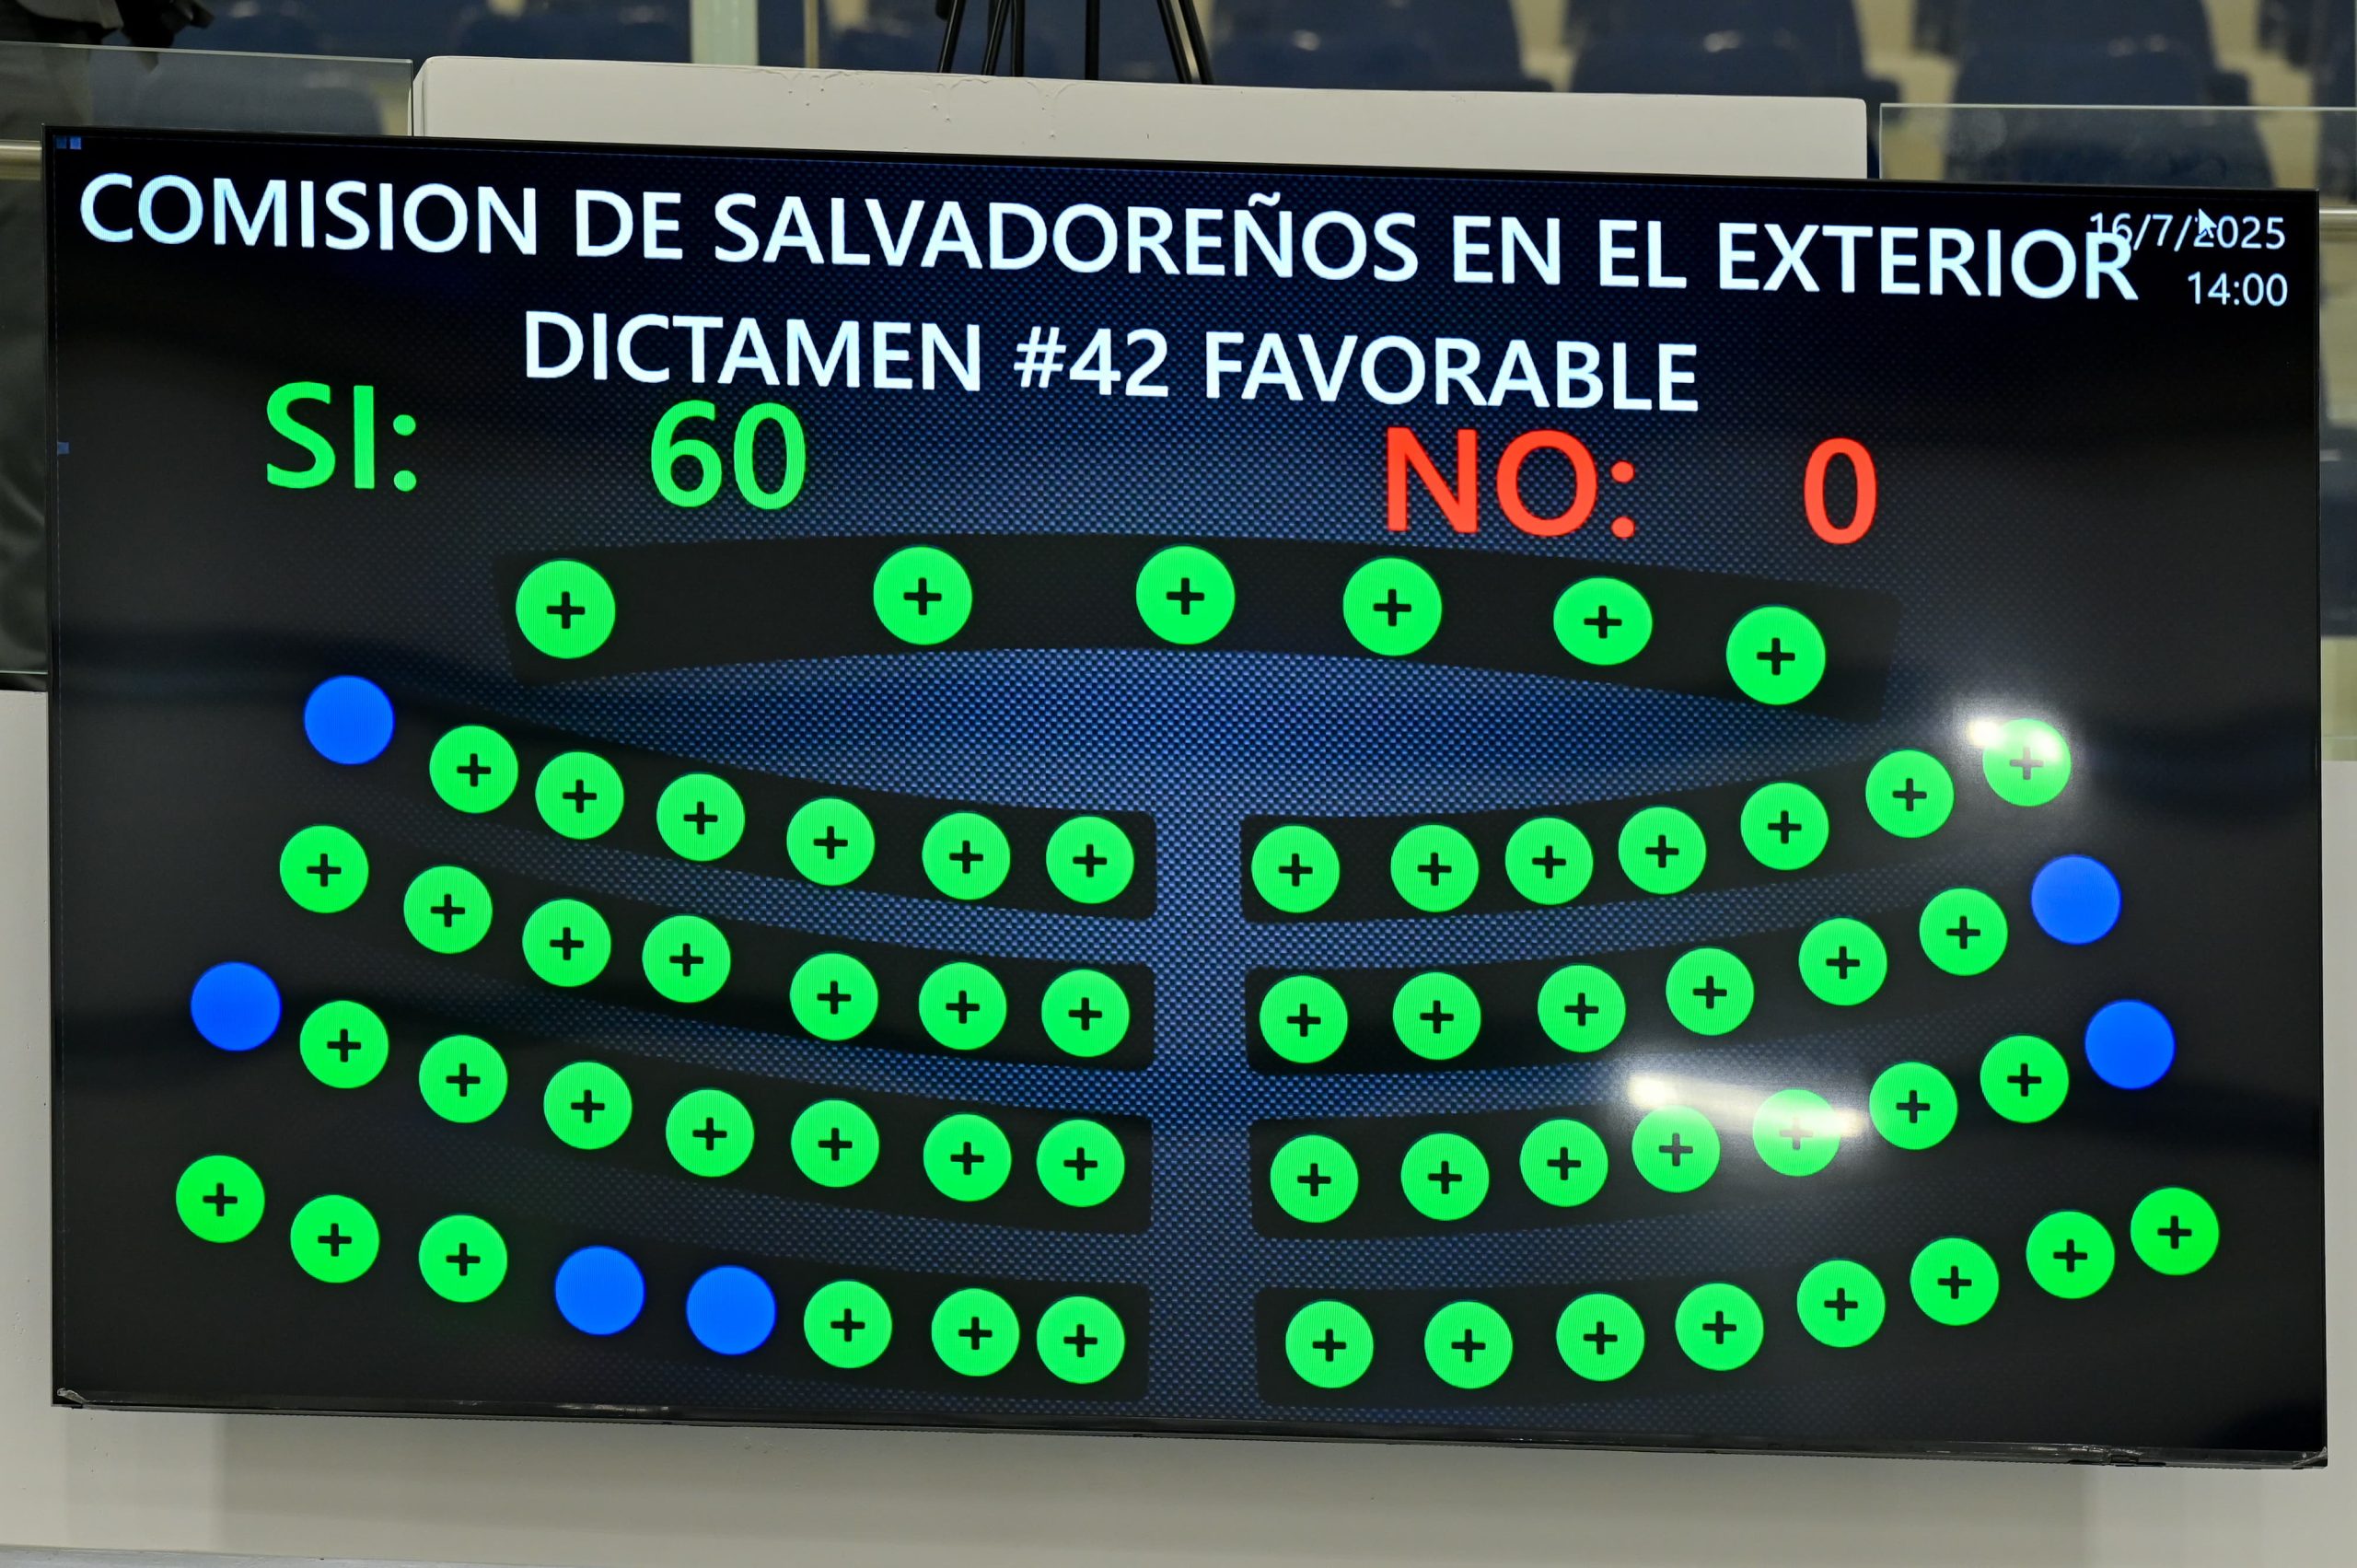 COMISION DE SALVADOREÑOS EN EL EXTERIOR
16/7/2025
14:00
DICTAMEN #42 FAVORABLE
SI: 60 NO: 0